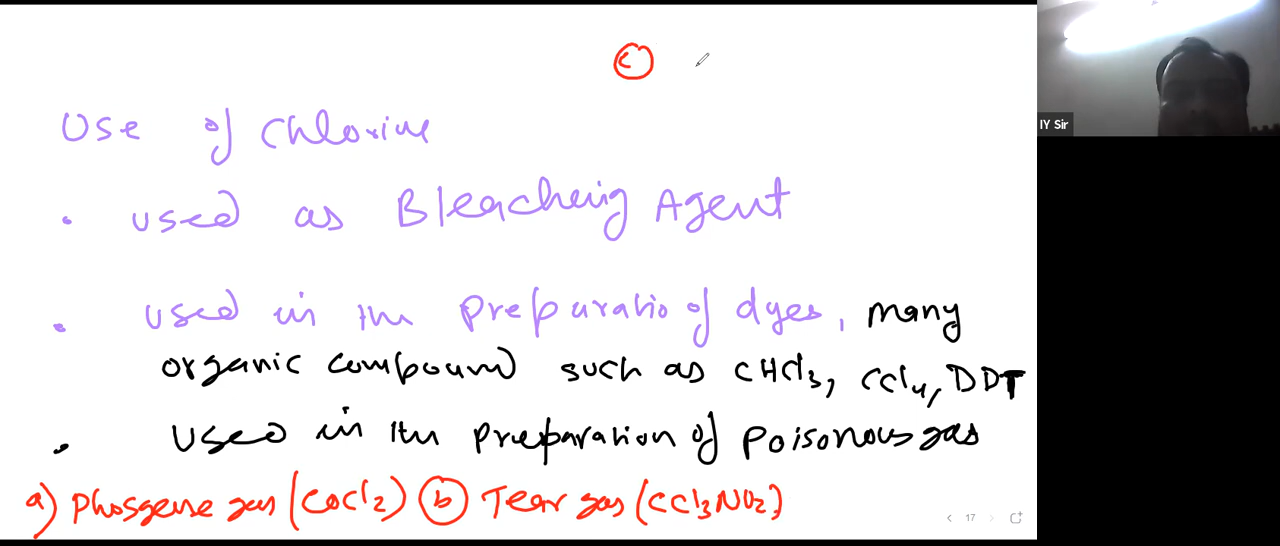 (c)
IY Sir
Use of Chlorine
• used as Bleaching Agent
• used in the preparatio of dyes, many
organic compound such as CHCl3, CCl4, DDT
• Used in the preparation of poisonous gas
a) Phosgene gas (COCl2) (b) Tear gas (CCl3NO2)
17